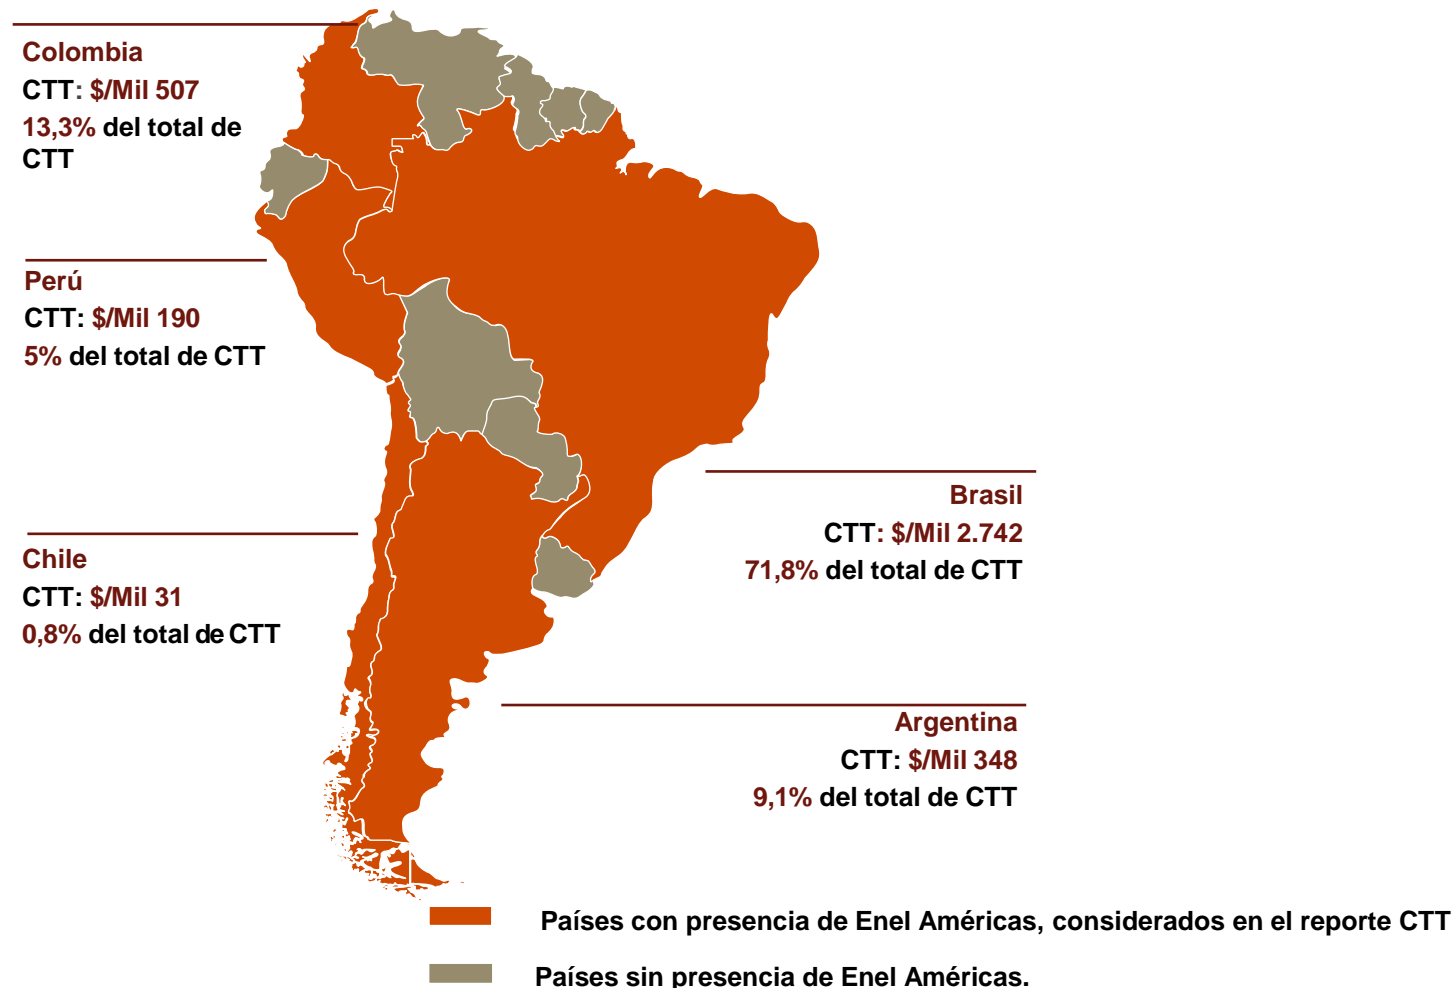 Colombia
CTT: $/Mil 507
13,3% del total de
CTT
Perú
CTT: $/Mil 190
5% del total de CTT
Chile
CTT: $/Mil 31
0,8% del total de CTT
Brasil
CTT: $/Mil 2.742
71,8% del total de CTT
Argentina
CTT: $/Mil 348
9,1% del total de CTT
Países con presencia de Enel Américas, considerados en el reporte CTT
Países sin presencia de Enel Américas.